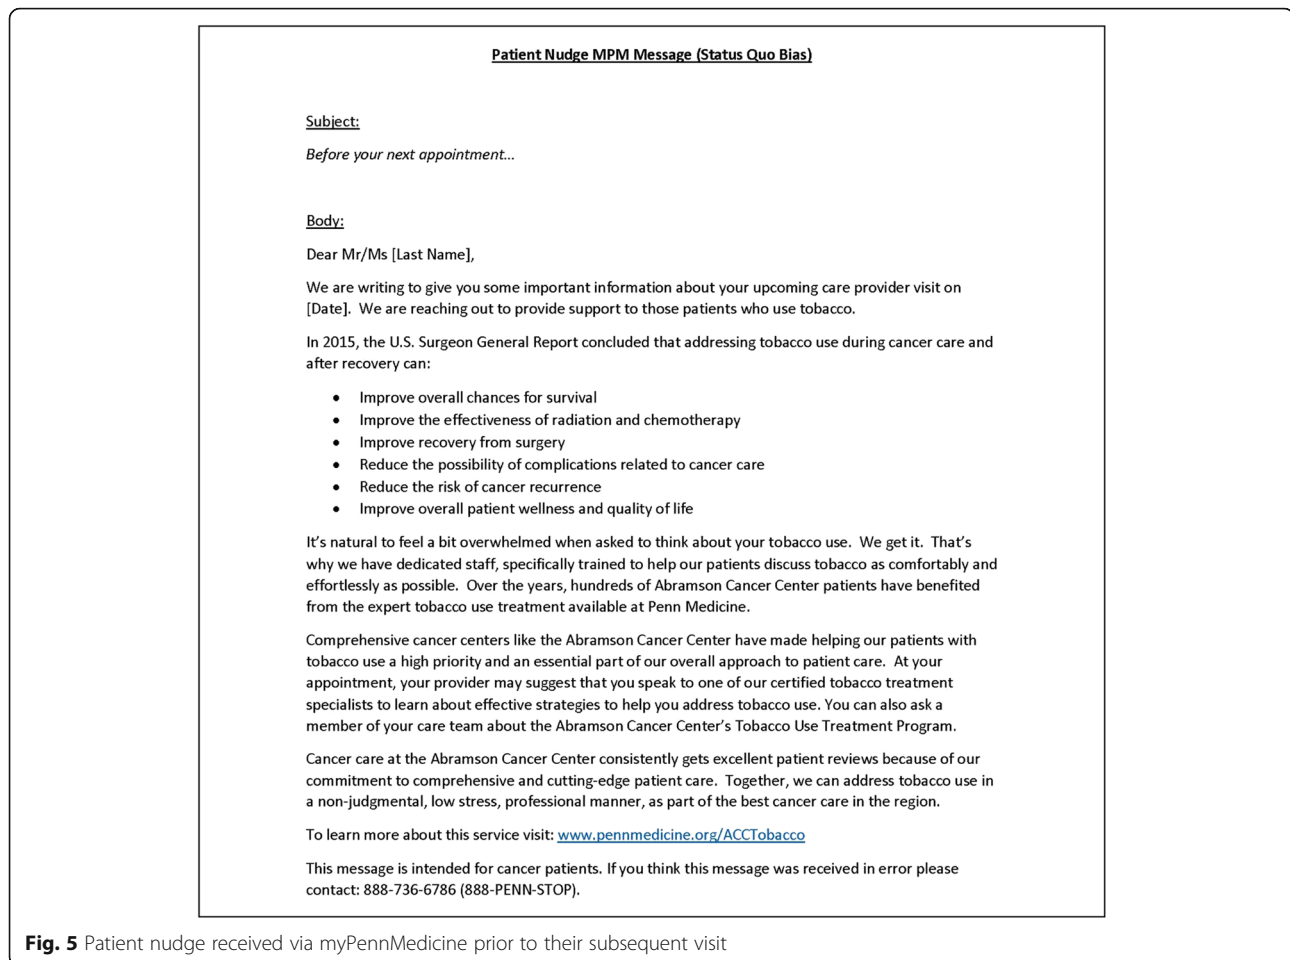 Patient Nudge MPM Message (Status Quo Bias)
Subject:
Before your next appointment...
Body:
Dear Mr/Ms [Last Name],
We are writing to give you some important information about your upcoming care provider visit on
[Date].  We are reaching out to provide support to those patients who use tobacco.
In 2015, the U.S. Surgeon General Report concluded that addressing tobacco use during cancer care and
after recovery can:
• Improve overall chances for survival
• Improve the effectiveness of radiation and chemotherapy
• Improve recovery from surgery
• Reduce the possibility of complications related to cancer care
• Reduce the risk of cancer recurrence
• Improve overall patient wellness and quality of life
It's natural to feel a bit overwhelmed when asked to think about your tobacco use.  We get it.  That's
why we have dedicated staff, specifically trained to help our patients discuss tobacco as comfortably and
effortlessly as possible.  Over the years, hundreds of Abramson Cancer Center patients have benefited
from the expert tobacco use treatment available at Penn Medicine.
Comprehensive cancer centers like the Abramson Cancer Center have made helping our patients with
tobacco use a high priority and an essential part of our overall approach to patient care.  At your
appointment, your provider may suggest that you speak to one of our certified tobacco treatment
specialists to learn about effective strategies to help you address tobacco use. You can also ask a
member of your care team about the Abramson Cancer Center's Tobacco Use Treatment Program.
Cancer care at the Abramson Cancer Center consistently gets excellent patient reviews because of our
commitment to comprehensive and cutting-edge patient care.  Together, we can address tobacco use in
a non-judgmental, low stress, professional manner, as part of the best cancer care in the region.
To learn more about this service visit: www.pennmedicine.org/ACCTobacco
This message is intended for cancer patients. If you think this message was received in error please
contact: 888-736-6786 (888-PENN-STOP).
Fig. 5 Patient nudge received via myPennMedicine prior to their subsequent visit